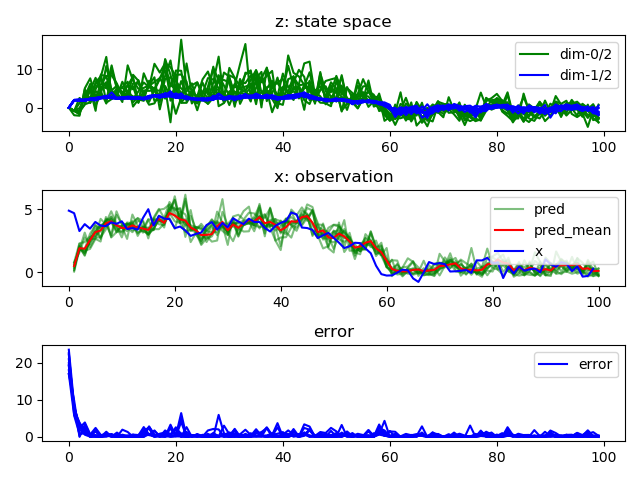 z: state space
10
0
dim-0/2
dim-1/2
0 20 40 60 80 100
x: observation
5
0
pred
pred_mean
x
0 20 40 60 80 100
error
20
10
0
error
0 20 40 60 80 100